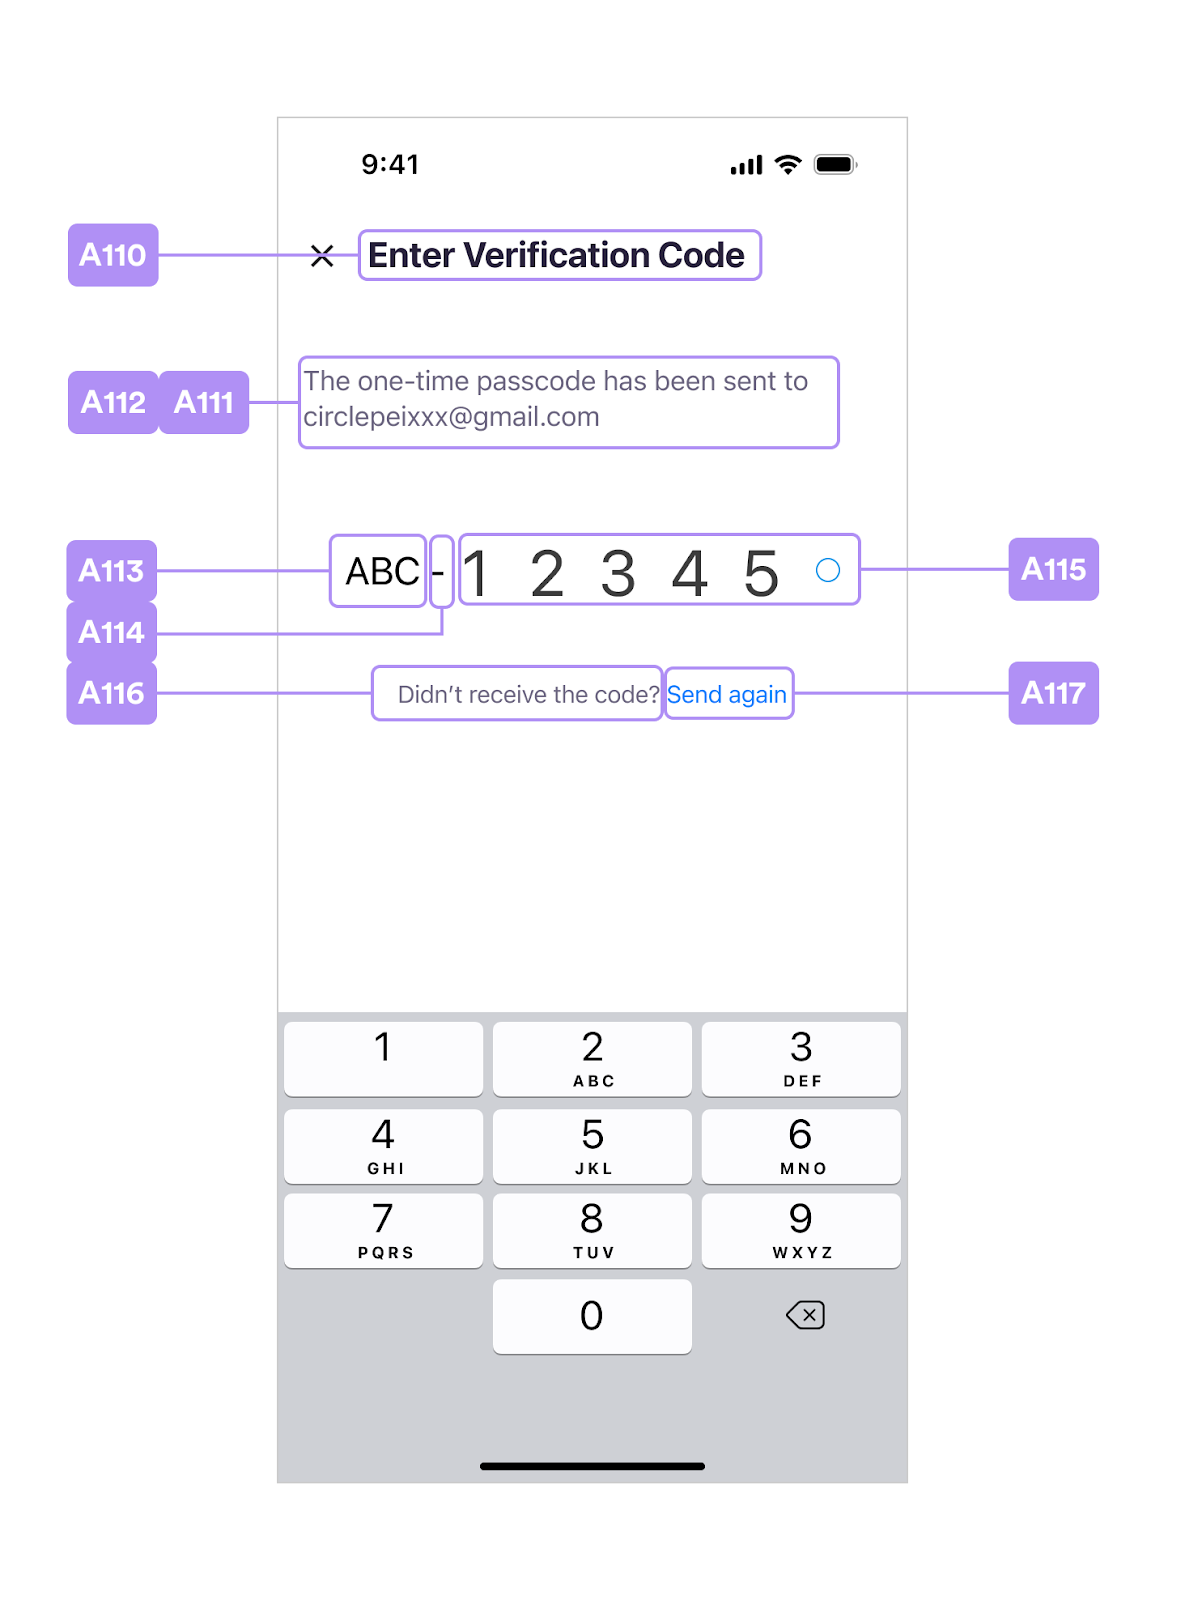 9:41
A110
Enter Verification Code
A112 A111
The one-time passcode has been sent to
circlepeixxx@gmail.com
A113
ABC - 1 2 3 4 5
A115
A114
A116
Didn’t receive the code? Send again
A117
1
2
ABC
3
DEF
4
GHI
5
JKL
6
MNO
7
PQRS
8
TUV
9
WXYZ
0